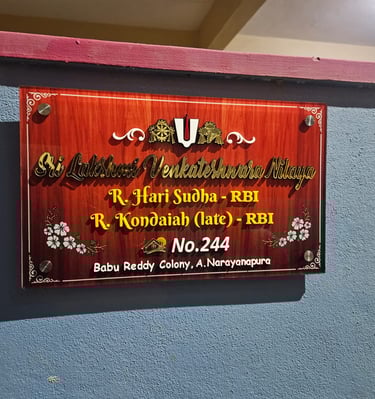 Sri Lakshmi Venkateshwara Nilaya
R. Hari Sudha - RBI
R. Kondaiah (late) - RBI
No.244
Babu Reddy Colony, A.Narayanapura